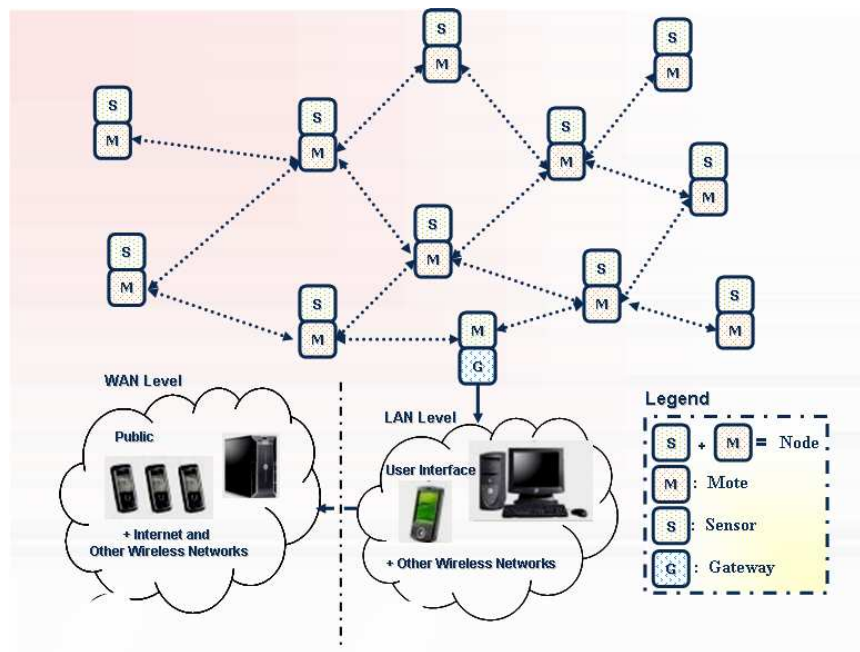 S
M
S
M
S
M
S
M
S
M
S
M
S
M
S
M
S
M
S
M
S
M
M
G
WAN Level
Public
+ Internet and
Other Wireless Networks
LAN Level
User Interface
+ Other Wireless Networks
Legend
S + M = Node
M : Mote
S : Sensor
G : Gateway